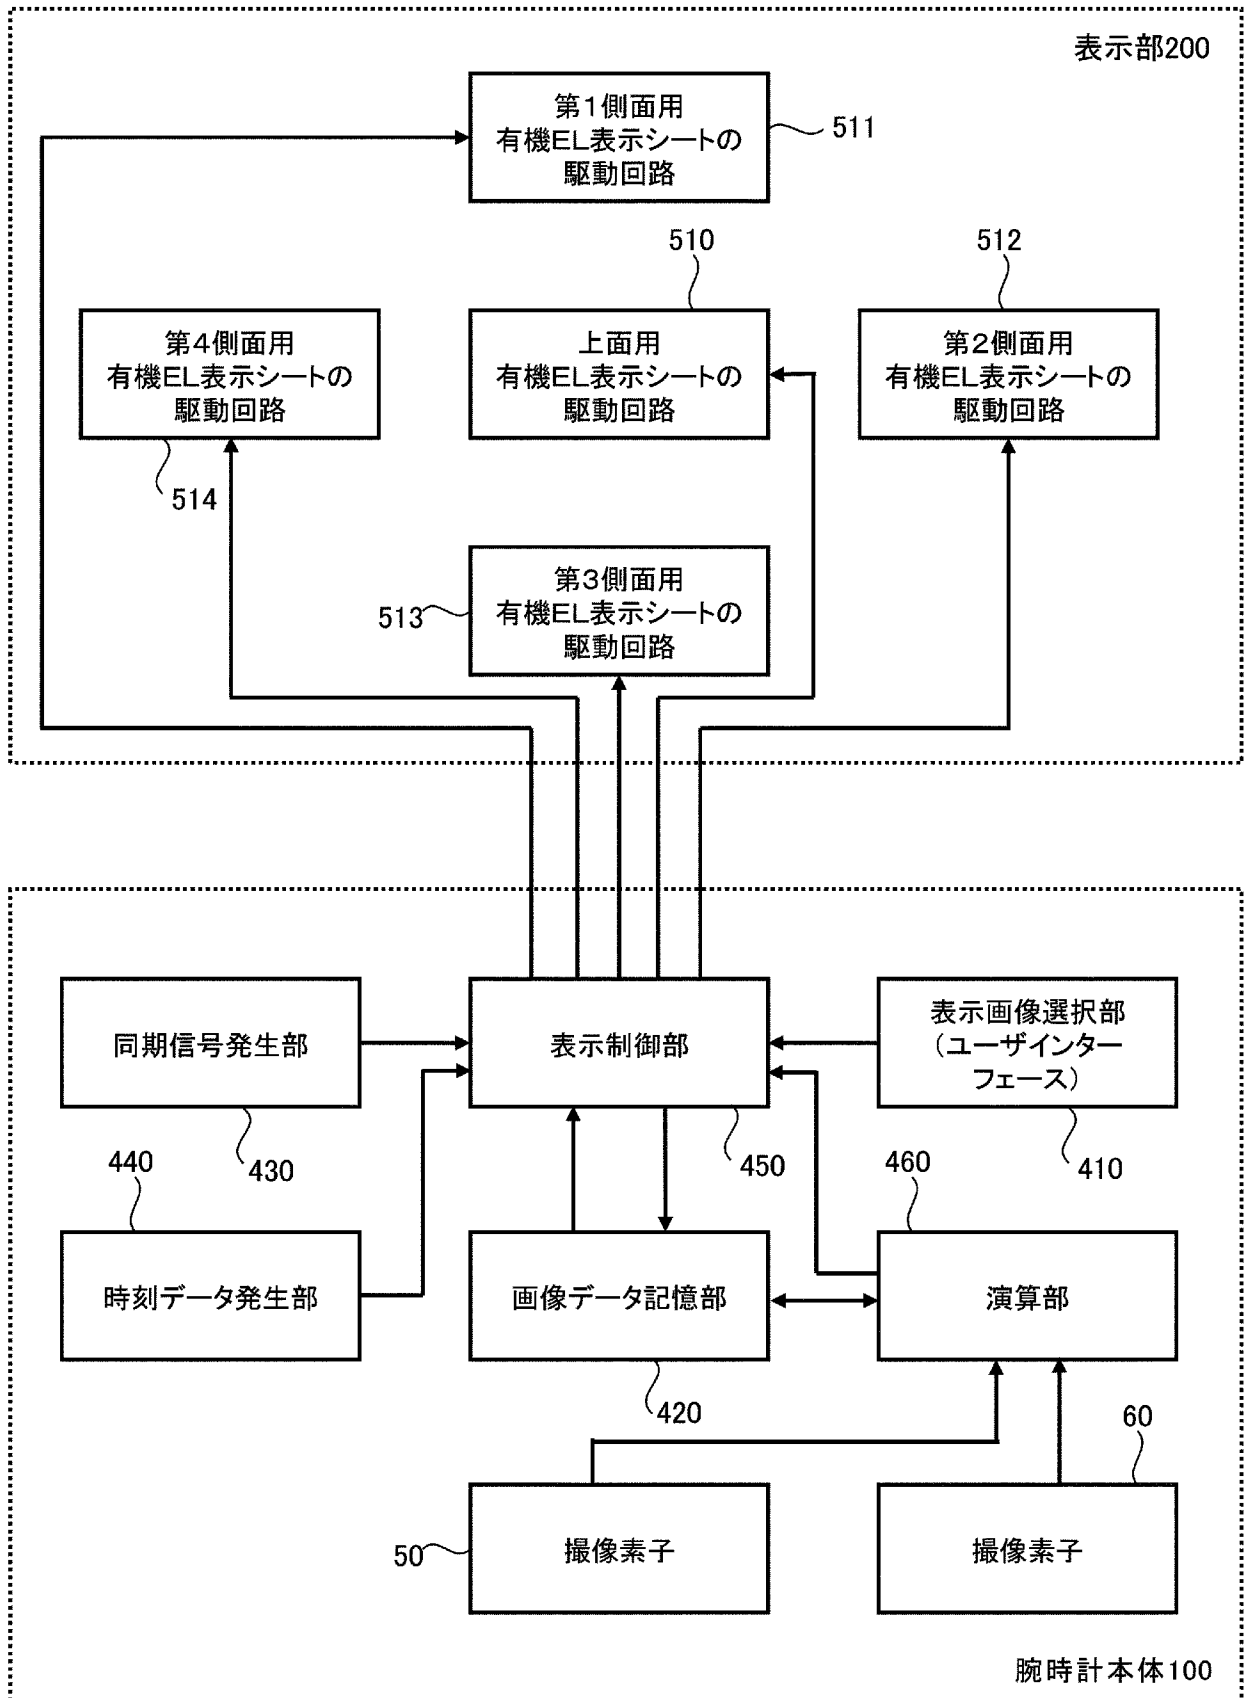 表示部200
第1側面用
有機EL表示シートの
駆動回路
511
510
512
第4側面用
有機EL表示シートの
駆動回路
514
上面用
有機EL表示シートの
駆動回路
第2側面用
有機EL表示シートの
駆動回路
第3側面用
有機EL表示シートの
駆動回路
513
同期信号発生部
430
表示制御部
450
表示画像選択部
(ユーザインター
フェース)
410
440
時刻データ発生部
画像データ記憶部
420
460
演算部
50
撮像素子
60
撮像素子
腕時計本体100